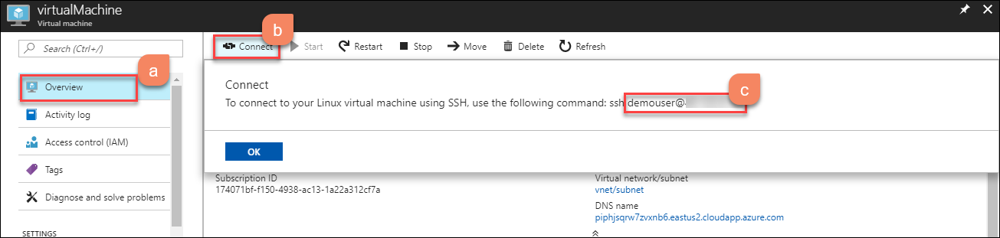 virtualMachine
Virtual machine
Search (Ctrl+/)
a
Overview
Activity log
Access control (IAM)
Tags
Diagnose and solve problems
SETTINGS
b
Connect
Start
Restart
Stop
Move
Delete
Refresh
Connect
c
To connect to your Linux virtual machine using SSH, use the following command: ssh demouser@
OK
Subscription ID
174071bf-f150-4938-ac13-1a22a312cf7a
Virtual network/subnet
vnet/subnet
DNS name
piphjsqrw7zvxnb6.eastus2.cloudapp.azure.com